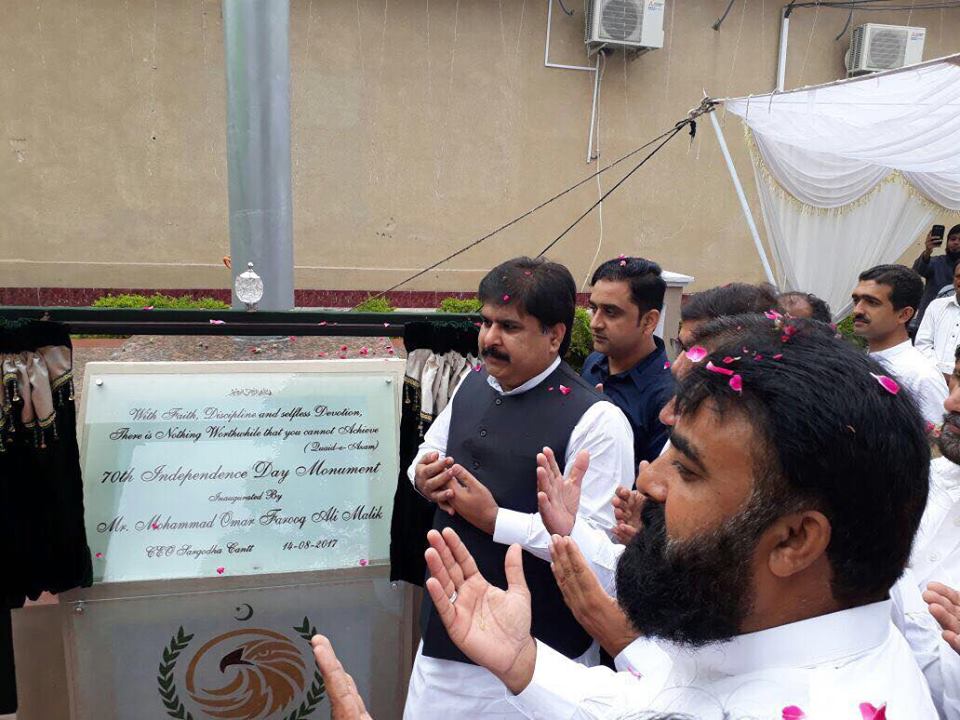 With Faith, Discipline and selfless Devotion,
There is Nothing Worthwhile that you cannot Achieve
(Quaid-e-Azam)
70th Independence Day Monument
Inaugurated By
Mr. Mohammad Omar Farooq Ali Malik
CEO Sargodha Cantt 14-08-2017